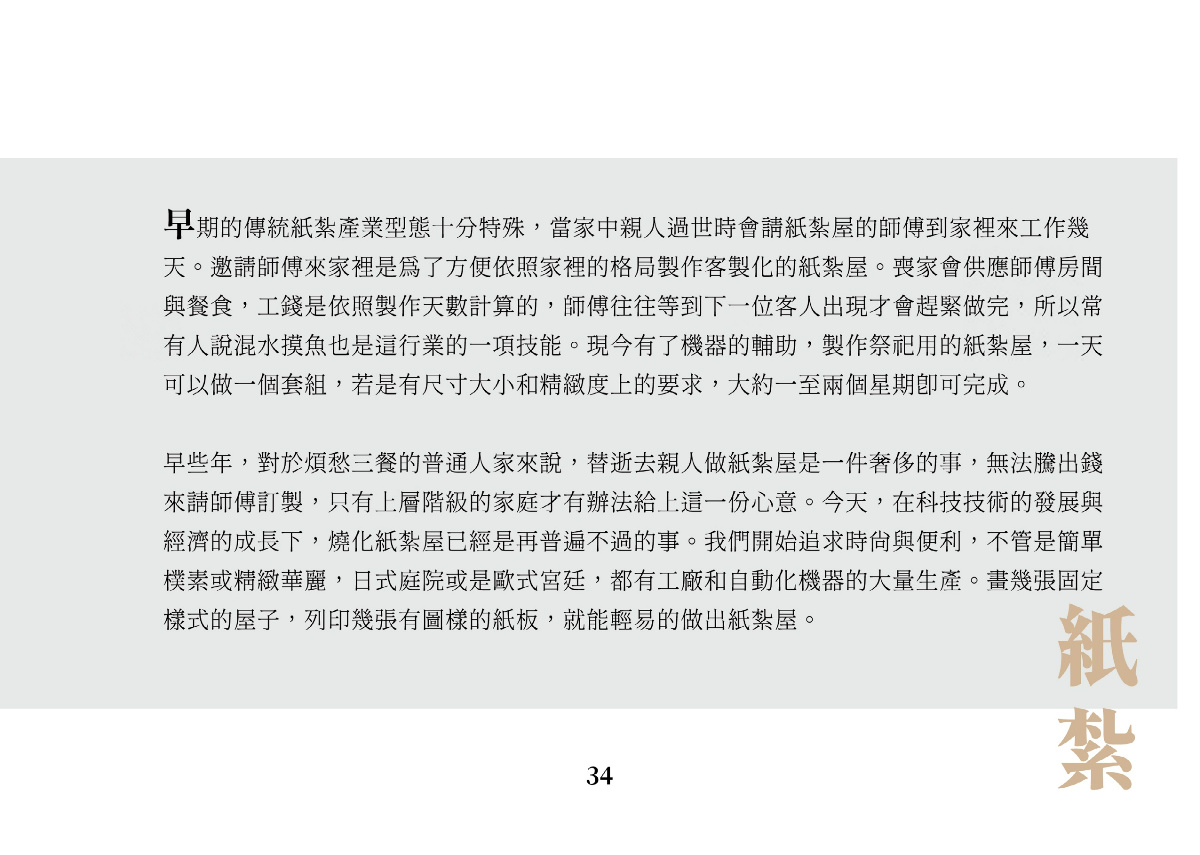 早期的傳統紙紮產業型態十分特殊，當家中親人過世時會請紙紮屋的師傅到家裡來工作幾
天。邀請師傅來家裡是為了方便依照家裡的格局製作客製化的紙紮屋。喪家會供應師傅房間
與餐食，工錢是依照製作天數計算的，師傅往往等到下一位客人出現才會趕緊做完，所以常
有人說混水摸魚也是這行業的一項技能。現今有了機器的輔助，製作祭祀用的紙紮屋，一天
可以做一個套組，若是有尺寸大小和精緻度上的要求，大約一至兩個星期即可完成。
早些年，對於煩愁三餐的普通人家來說，替逝去親人做紙紮屋是一件奢侈的事，無法騰出錢
來請師傅訂製，只有上層階級的家庭才有辦法給上這一份心意。今天，在科技技術的發展與
經濟的成長下，燒化紙紮屋已經是再普遍不過的事。我們開始追求時尚與便利，不管是簡單
樸素或精緻華麗，日式庭院或是歐式宮廷，都有工廠和自動化機器的大量生產。畫幾張固定
樣式的屋子，列印幾張有圖樣的紙板，就能輕易的做出紙紮屋。
紙紮
34